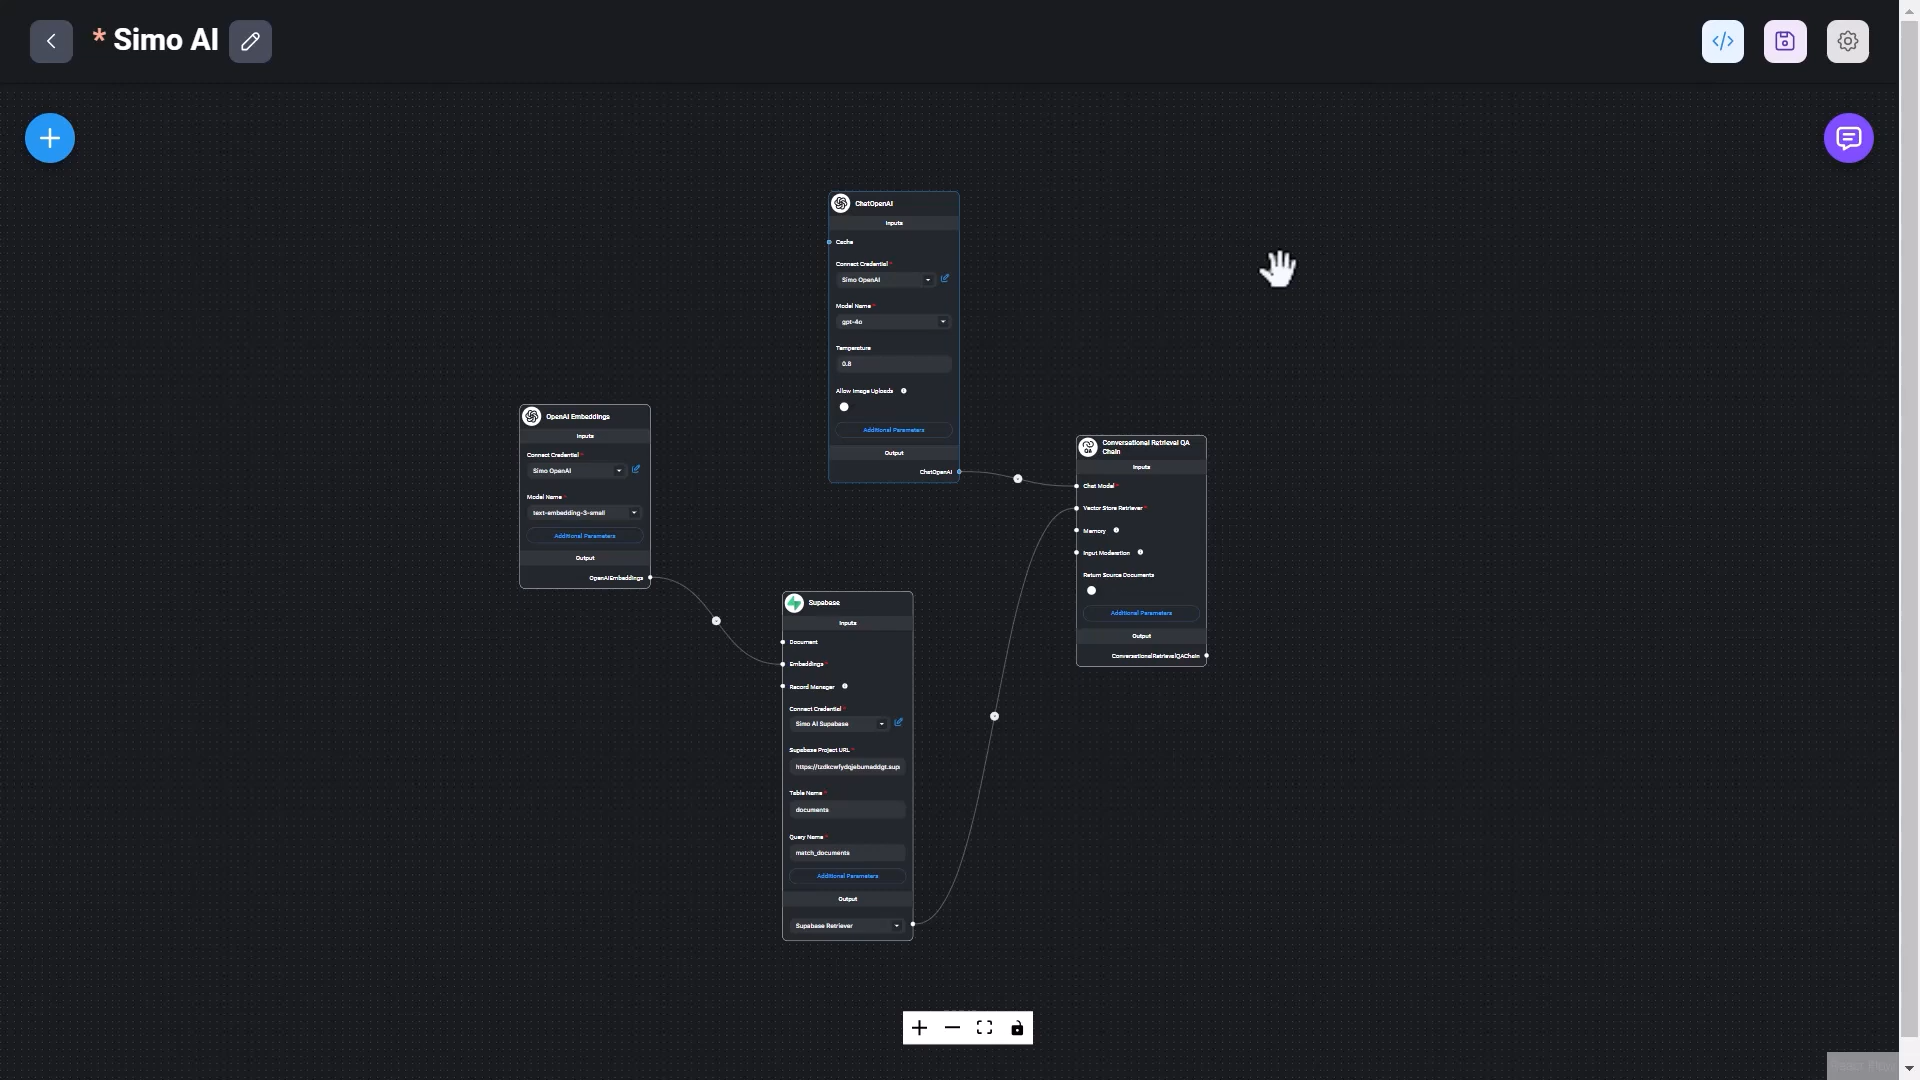 * Simo AI
ChatOpenAI
Inputs
Cache
Connect Credential *
Simo OpenAI
Model Name *
gpt-4o
Temperature
0.8
Allow Image Uploads
Additional Parameters
Output
ChatOpenAI
OpenAI Embeddings
Inputs
Connect Credential *
Simo OpenAI
Model Name *
text-embedding-3-small
Additional Parameters
Output
OpenAIEmbeddings
Conversational Retrieval QA
Chain
Inputs
Chat Model *
Vector Store Retriever *
Memory
Input Moderation
Return Source Documents
Additional Parameters
Output
ConversationalRetrievalQAChain
Supabase
Inputs
Document
Embeddings *
Record Manager
Connect Credential *
Simo AI Supabase
Supabase Project URL *
Table Name *
documents
Query Name *
match_documents
Additional Parameters
Output
Supabase Retriever